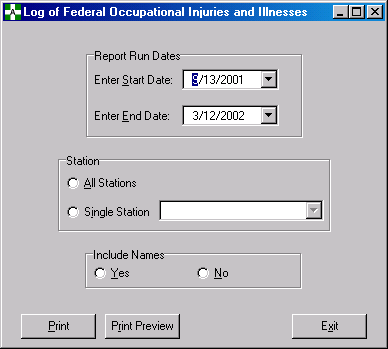 Log of Federal Occupational Injuries and Illnesses
Report Run Dates
Enter Start Date: 9/13/2001
Enter End Date: 3/12/2002
Station
All Stations
Single Station
Include Names
Yes No
Print Print Preview Exit